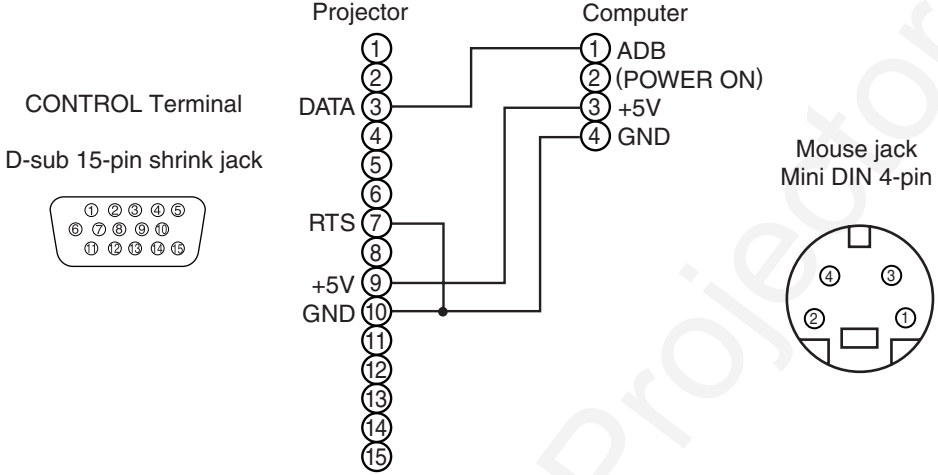 Projector
Computer
CONTROL Terminal
D-sub 15-pin shrink jack
① ② ③ ④ ⑤
⑥ ⑦ ⑧ ⑨ ⑩
⑪ ⑫ ⑬ ⑭ ⑮
①
②
DATA ③
④
⑤
⑥
RTS ⑦
⑧
+5V ⑨
GND ⑩
⑪
⑫
⑬
⑭
⑮
① ADB
② (POWER ON)
③ +5V
④ GND
Mouse jack
Mini DIN 4-pin
④ ③
② ①
Projector